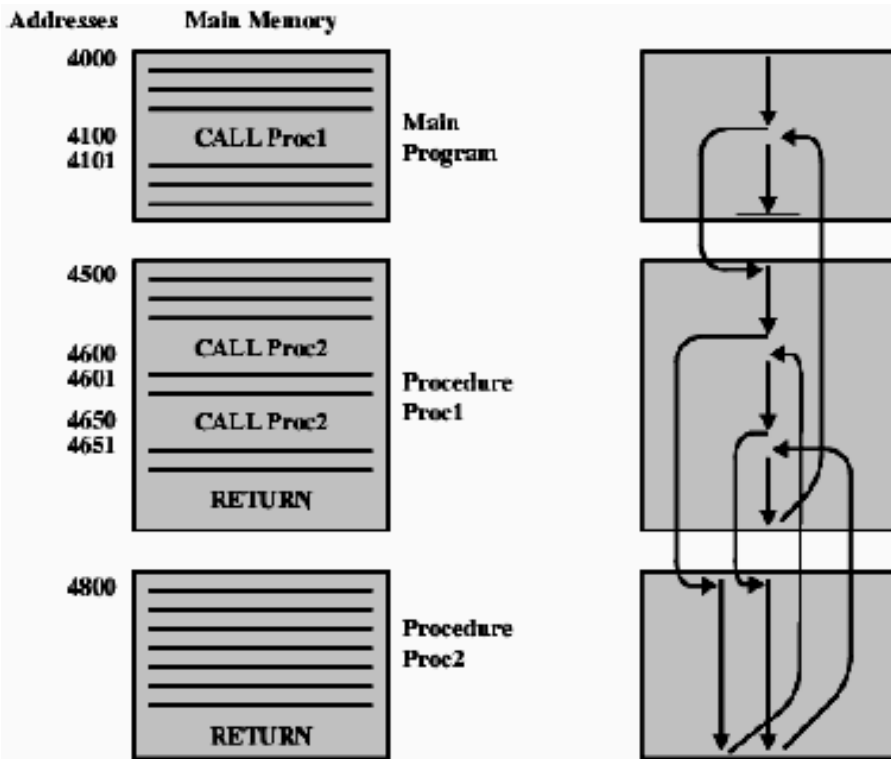 Addresses Main Memory
4000
4100
4101
CALL Proc1
Main
Program
4500
4600
4601
4650
4651
CALL Proc2
CALL Proc2
RETURN
Procedure
Proc1
4800
RETURN
Procedure
Proc2